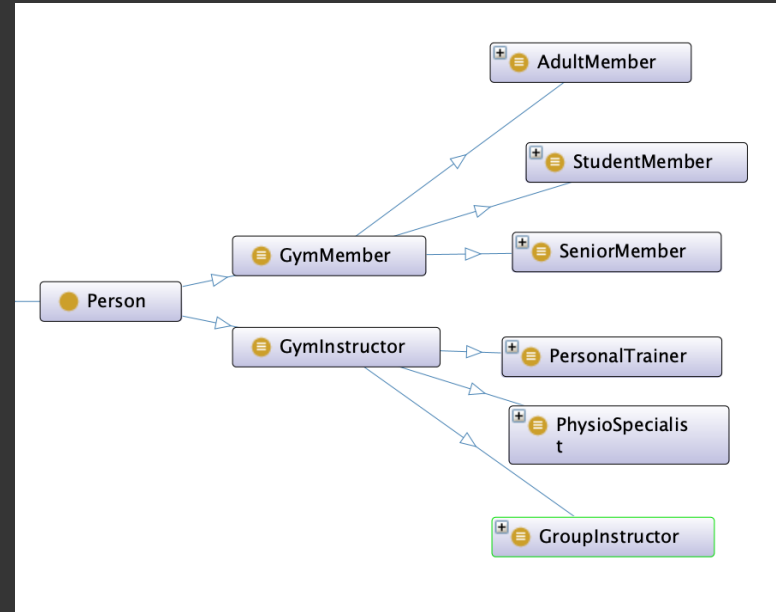 AdultMember
StudentMember
GymMember
SeniorMember
Person
GymInstructor
PersonalTrainer
PhysioSpecialis
t
GroupInstructor